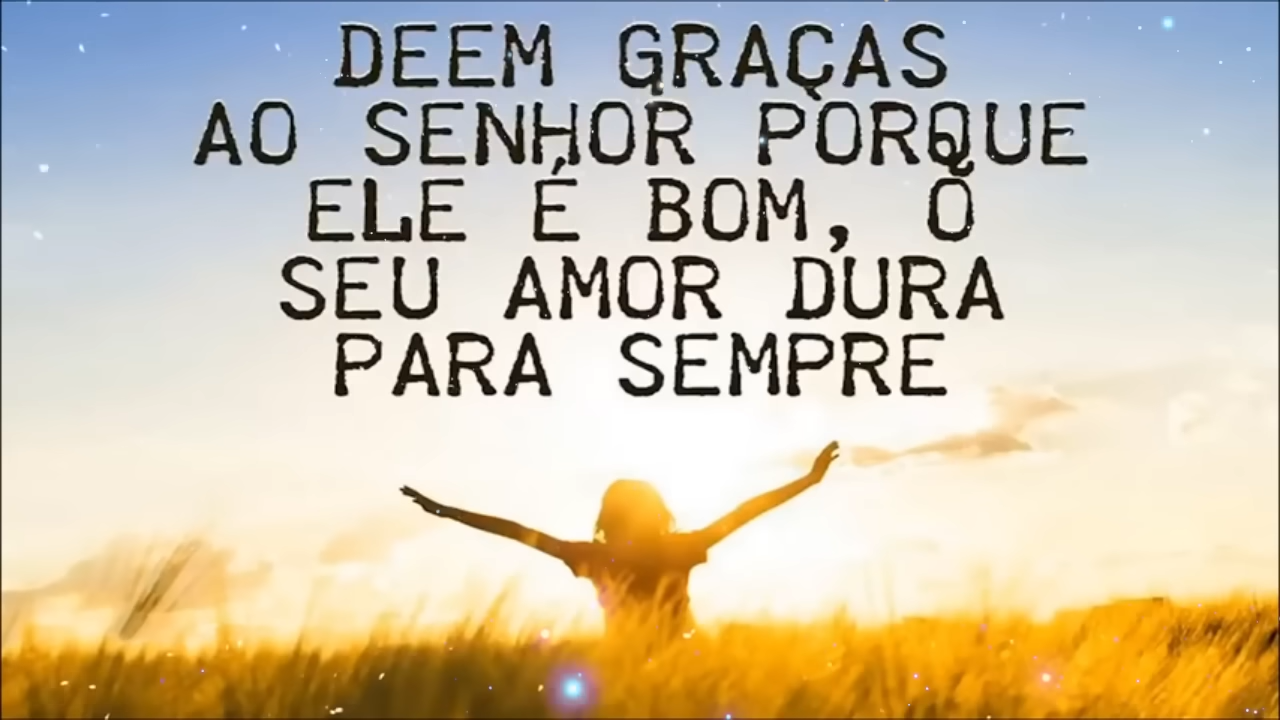 DEEM GRAÇAS
AO SENHOR PORQUE
ELE É BOM, O
SEU AMOR DURA
PARA SEMPRE